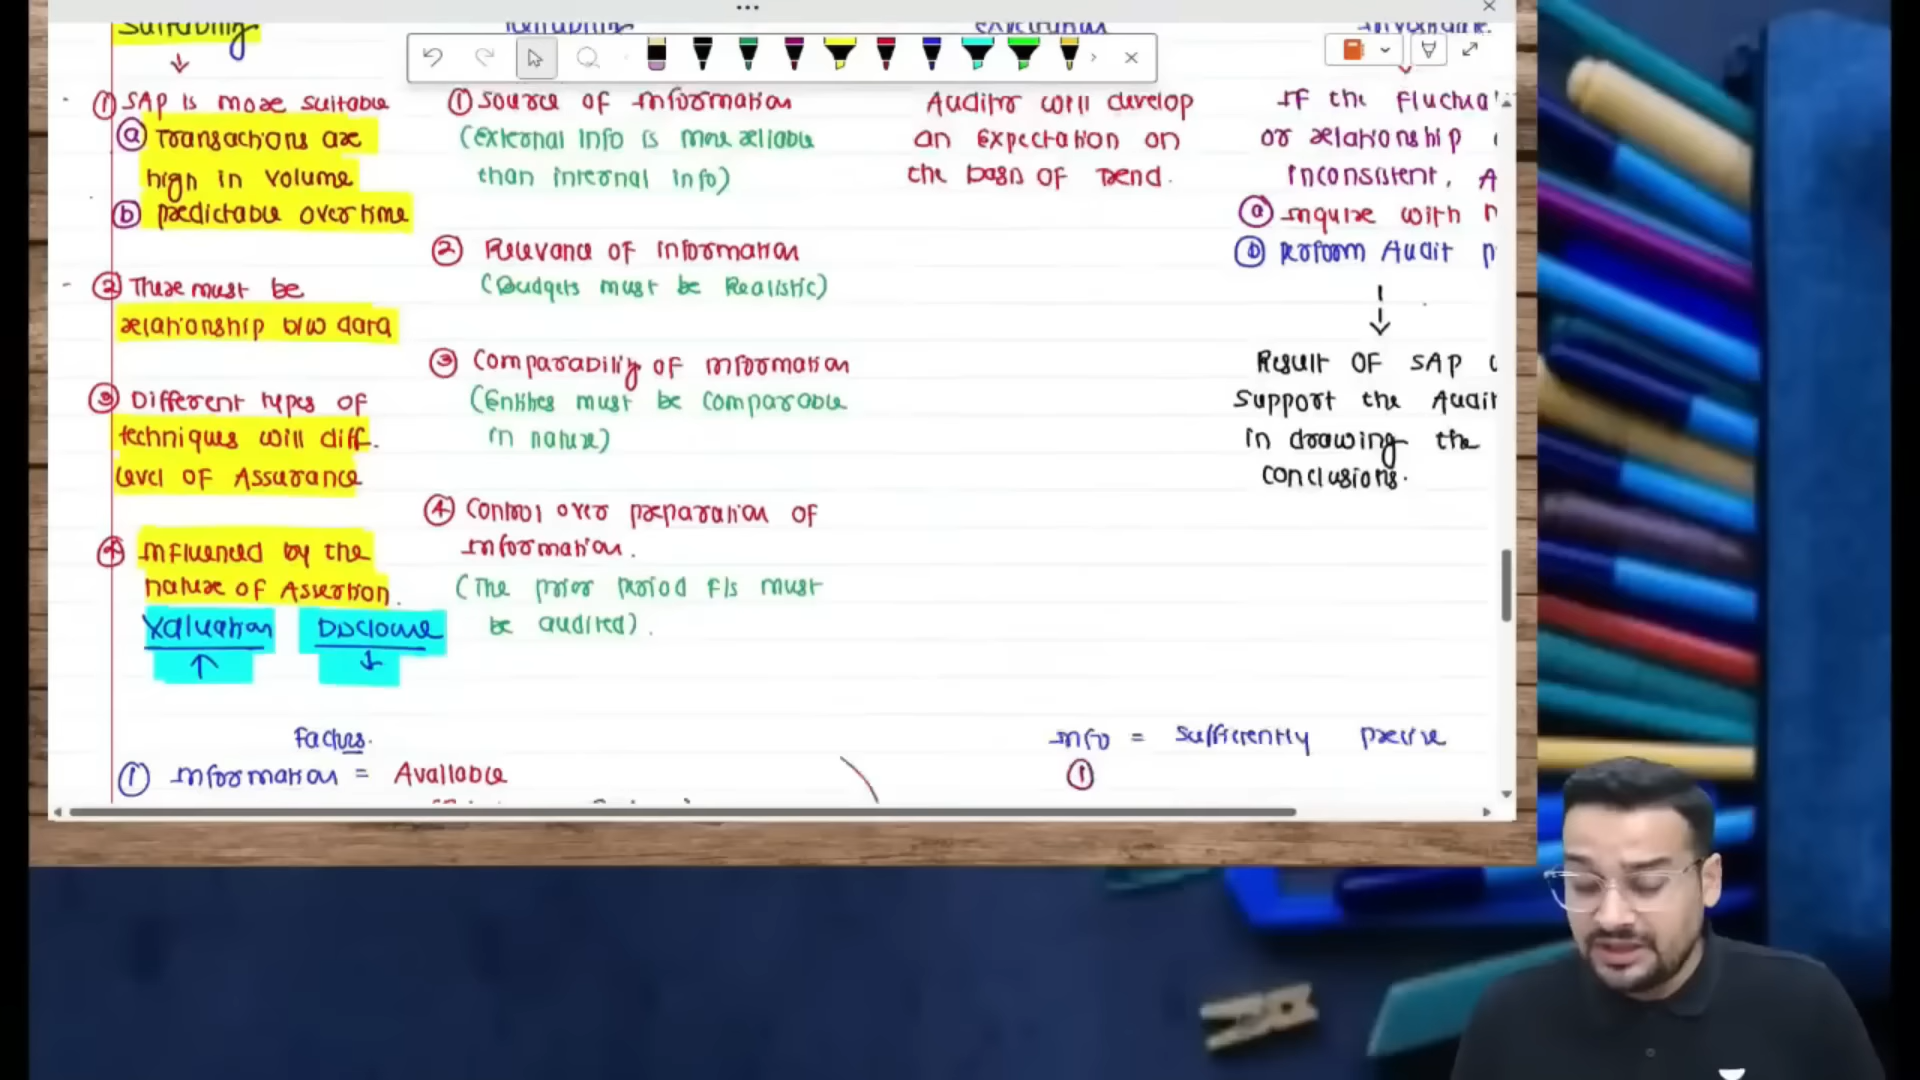 Suitability
① SAP is more suitable
ⓐ Transactions are
high in volume
ⓑ predictable over time
② There must be
relationship b/w data
③ Different types of
techniques will diff.
level of Assurance
④ Influenced by the
nature of Assertion.
Valuation Disclosure
↑ ↓
Reliability
① Source of Information
(External Info is more reliable
than internal Info)
② Relevance of Information
(Budgets must be Realistic)
③ Comparability of Information
(Entities must be comparable
in nature)
④ Control over preparation of
Information.
(The prior period F/s must
be audited).
Auditor will develop
an Expectation on
the basis of Trend.
If the Fluctua
or relationship
inconsistent, A
ⓐ Inquire with
ⓑ Perform Audit p
Result OF SAP
Support the Audit
in drawing the
conclusions.
Factors.
① Information = Available
Info = Sufficiently precise
①